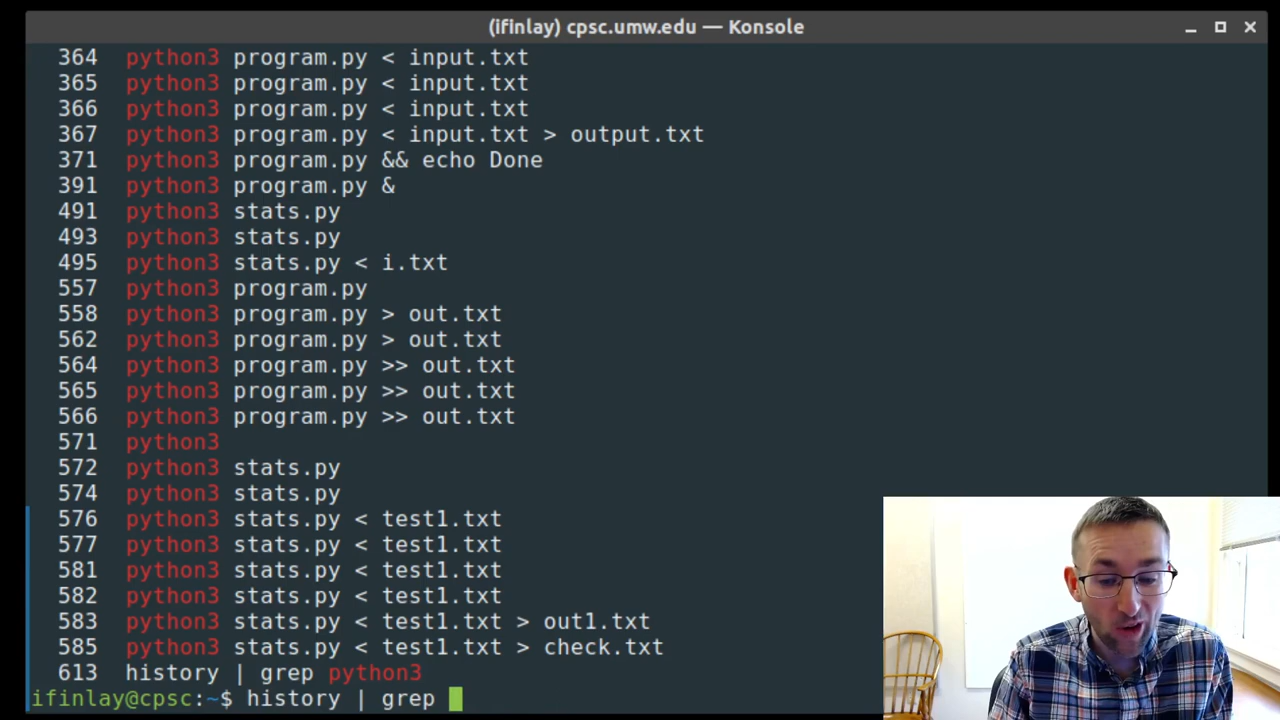 (ifinlay) cpsc.umw.edu — Konsole
364 python3 program.py < input.txt
365 python3 program.py < input.txt
366 python3 program.py < input.txt
367 python3 program.py < input.txt > output.txt
371 python3 program.py && echo Done
391 python3 program.py &
491 python3 stats.py
493 python3 stats.py
495 python3 stats.py < i.txt
557 python3 program.py
558 python3 program.py > out.txt
562 python3 program.py > out.txt
564 python3 program.py >> out.txt
565 python3 program.py >> out.txt
566 python3 program.py >> out.txt
571 python3
572 python3 stats.py
574 python3 stats.py
576 python3 stats.py < test1.txt
577 python3 stats.py < test1.txt
581 python3 stats.py < test1.txt
582 python3 stats.py < test1.txt
583 python3 stats.py < test1.txt > out1.txt
585 python3 stats.py < test1.txt > check.txt
613 history | grep python3
ifinlay@cpsc:~$ history | grep